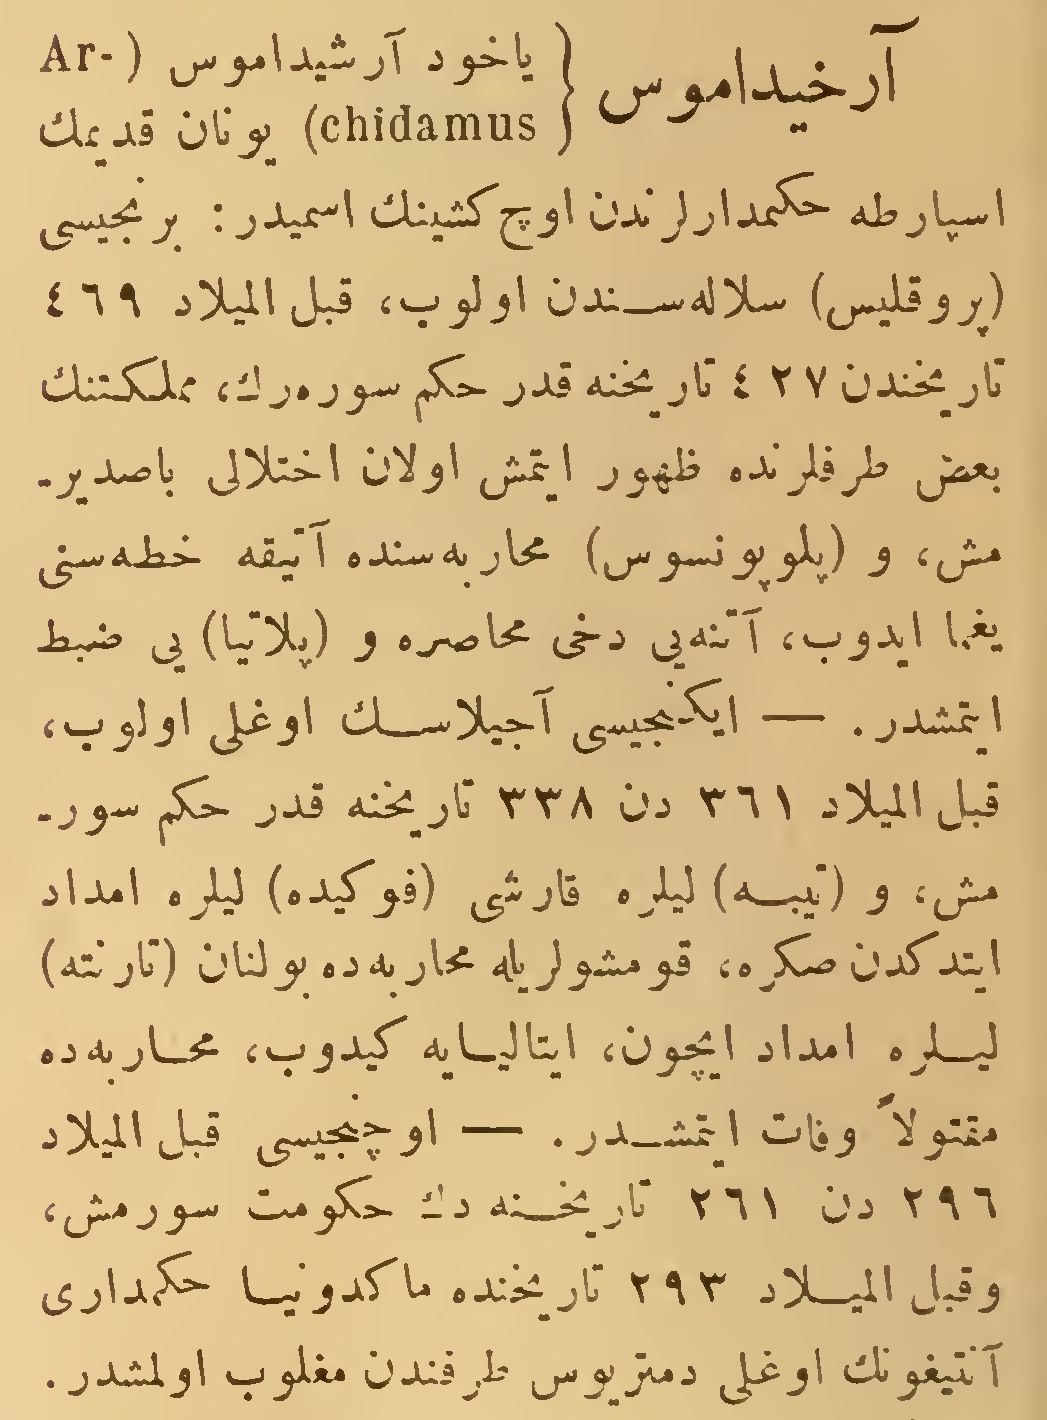 آرخیداموس { یاخود آرشیداموس (Ar-
chidamus) یونان قدیمك
اسپارطه حکمدارلرندن اوچ کشینك اسمیدر : برنجیسی
(پروقلیس) سلاله‌سندن اولوب، قبل المیلاد ٤٦٩
تاریخندن ٤٢٧ تاریخنه قدر حکم سوره‌رك، مملکتنك
بعض طرفلرنده ظهور ایتمش اولان اختلالی باصدیر-
مش، و (پلوپونسوس) محاربه‌سنده آتیقه خطه‌سنی
یغما ایدوب، آتنه‌یی دخی محاصره و (پلاتیا) یی ضبط
ایتمشدر. — ایکنجیسی آجیلاسك اوغلی اولوب،
قبل المیلاد ٣٦١ دن ٣٣٨ تاریخنه قدر حکم سور-
مش، و (تیبه) لیلره قارشی (فوکیده) لیلره امداد
ایتدکدن صکره، قومشولریله محاربه‌ده بولنان (تارنته)
لیلره امداد ایچون، ایتالیایه کیدوب، محاربه‌ده
مقتولاً وفات ایتمشدر. — اوچنجیسی قبل المیلاد
٢٩٦ دن ٢٦١ تاریخنه دك حکومت سورمش،
وقبل المیلاد ٢٩٣ تاریخنده ماکدونیا حکمداری
آنتیغونك اوغلی دمتریوس طرفندن مغلوب اولمشدر.